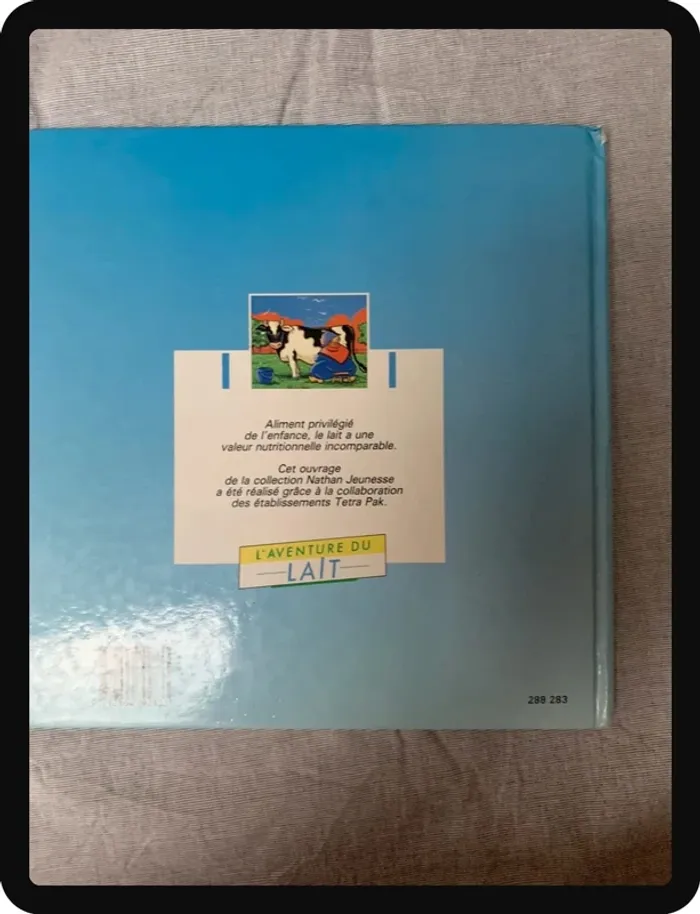 Aliment privilégié
de l'enfance, le lait a une
valeur nutritionnelle incomparable.
Cet ouvrage
de la collection Nathan Jeunesse
a été réalisé grâce à la collaboration
des établissements Tetra Pak.
L'AVENTURE DU
LAIT
288 283